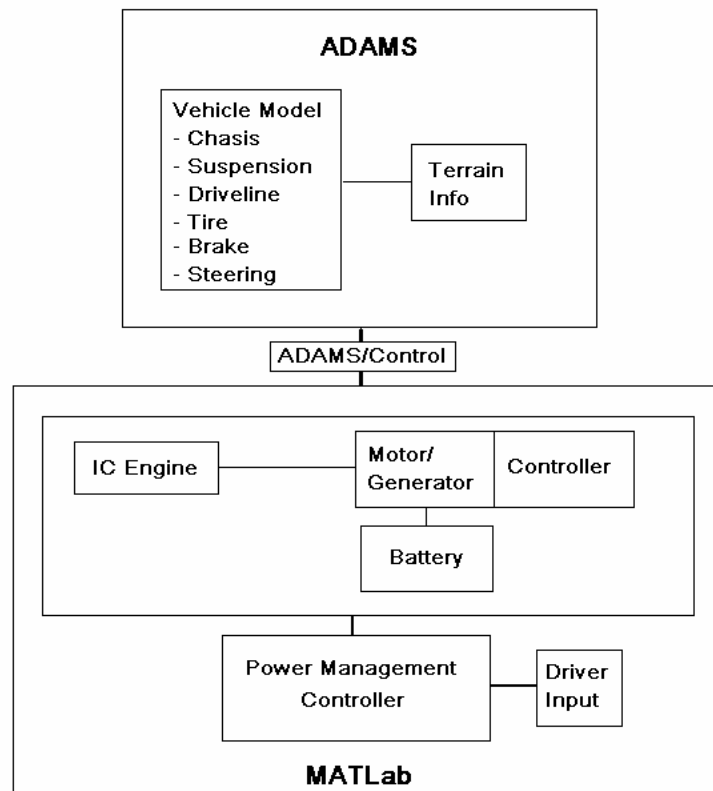 ADAMS
Vehicle Model
- Chasis
- Suspension
- Driveline
- Tire
- Brake
- Steering
Terrain
Info
ADAMS/Control
IC Engine
Motor/
Generator
Controller
Battery
Power Management
Controller
Driver
Input
MATLab